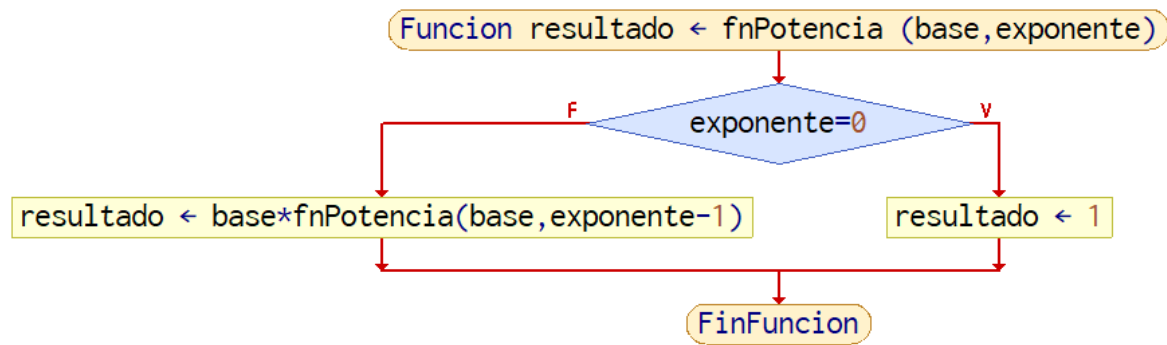 Funcion resultado ← fnPotencia (base,exponente)
F
V
exponente=0
resultado ← base*fnPotencia(base,exponente-1)
resultado ← 1
FinFuncion